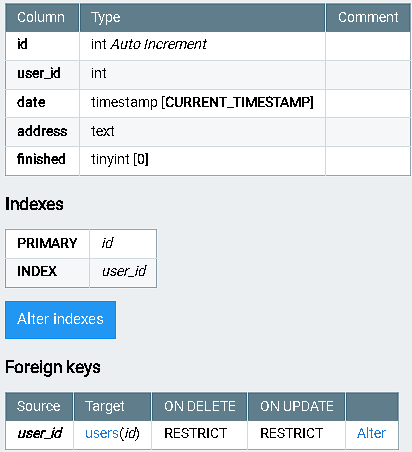 Column Type Comment
id int Auto Increment
user_id int
date timestamp [CURRENT_TIMESTAMP]
address text
finished tinyint [0]
Indexes
PRIMARY id
INDEX user_id
Alter indexes
Foreign keys
Source Target ON DELETE ON UPDATE
user_id users(id) RESTRICT RESTRICT Alter